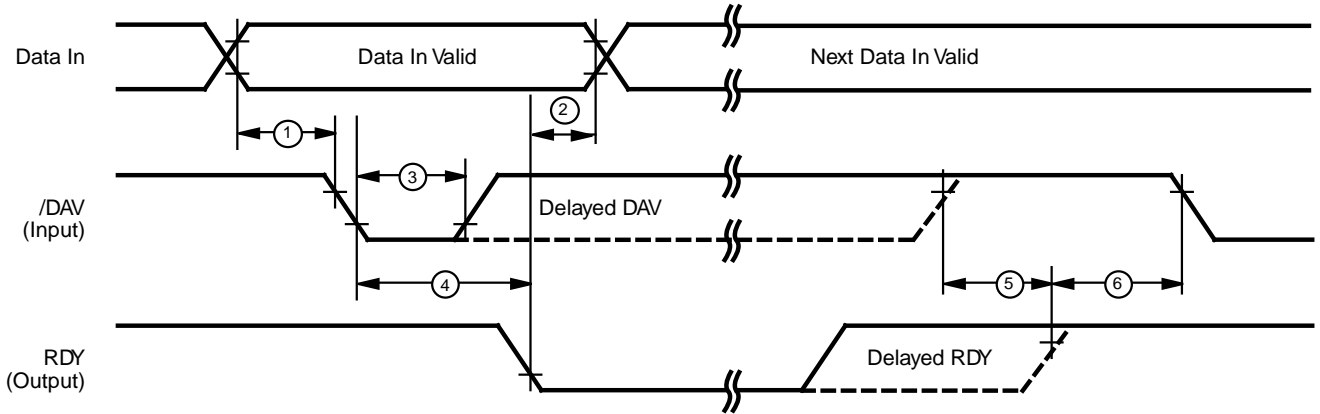 Data In
Data In Valid
Next Data In Valid
2
1
3
/DAV
(Input)
Delayed DAV
4
5
6
RDY
(Output)
Delayed RDY